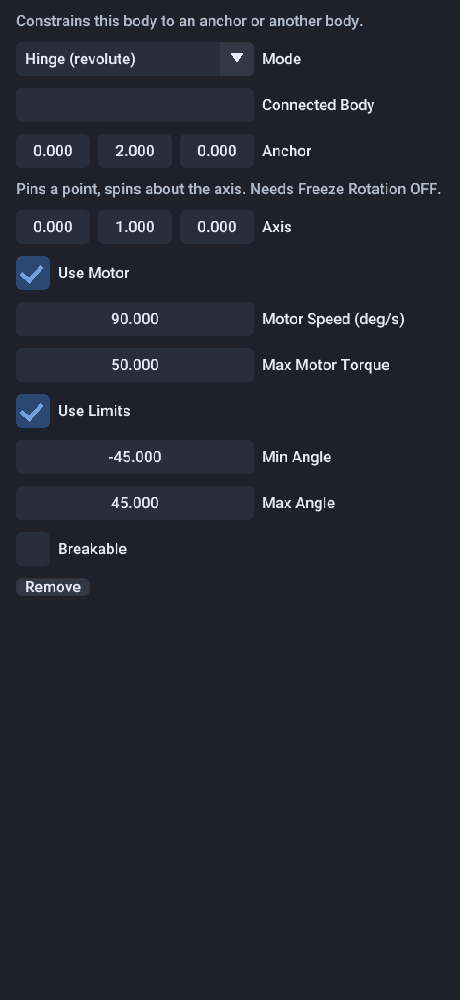 Constrains this body to an anchor or another body.
Hinge (revolute) Mode
Connected Body
0.000 2.000 0.000 Anchor
Pins a point, spins about the axis. Needs Freeze Rotation OFF.
0.000 1.000 0.000 Axis
Use Motor
90.000 Motor Speed (deg/s)
50.000 Max Motor Torque
Use Limits
-45.000 Min Angle
45.000 Max Angle
Breakable
Remove